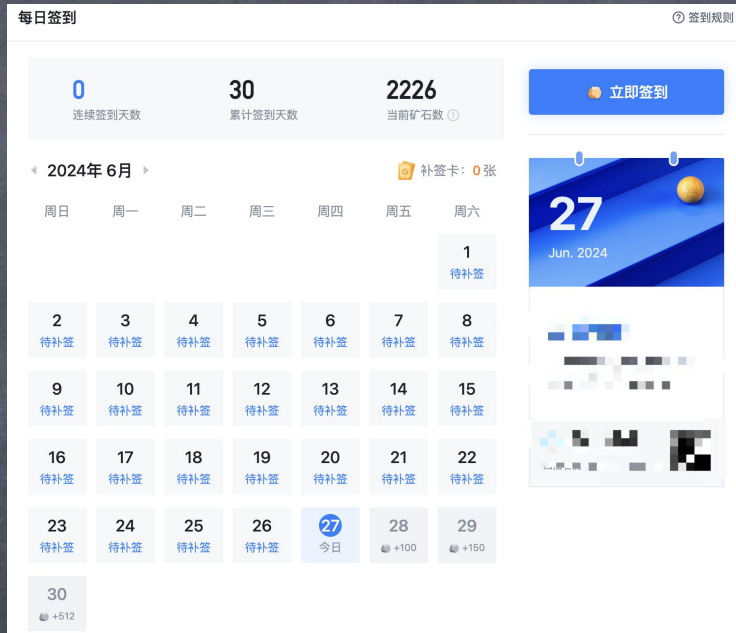 每日签到
签到规则
0 30 2226
连续签到天数 累计签到天数 当前矿石数
立即签到
2024年 6月 补签卡：0 张
周日 周一 周二 周三 周四 周五 周六
1
待补签
2 3 4 5 6 7 8
待补签 待补签 待补签 待补签 待补签 待补签 待补签
9 10 11 12 13 14 15
待补签 待补签 待补签 待补签 待补签 待补签 待补签
16 17 18 19 20 21 22
待补签 待补签 待补签 待补签 待补签 待补签 待补签
23 24 25 26 27 28 29
待补签 待补签 待补签 待补签 今日 +100 +150
30
+512
27
Jun. 2024